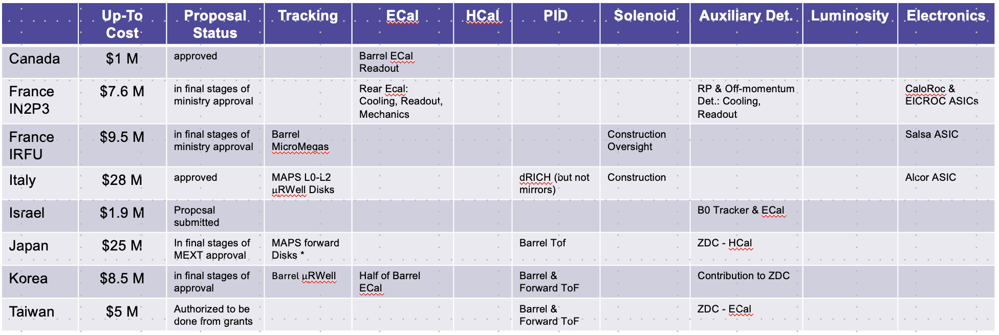 Up-To Cost
Proposal Status
Tracking
ECal
HCal
PID
Solenoid
Auxiliary Det.
Luminosity
Electronics
Canada
$1 M
approved
Barrel ECal
Readout
France
IN2P3
$7.6 M
in final stages of
ministry approval
Rear Ecal:
Cooling, Readout,
Mechanics
RP & Off-momentum
Det.: Cooling,
Readout
CaloRoc &
EICROC ASICs
France
IRFU
$9.5 M
in final stages of
ministry approval
Barrel
MicroMegas
Construction
Oversight
Salsa ASIC
Italy
$28 M
approved
MAPS L0-L2
µRWell Disks
dRICH (but not
mirrors)
Construction
Alcor ASIC
Israel
$1.9 M
Proposal
submitted
B0 Tracker & ECal
Japan
$25 M
In final stages of
MEXT approval
MAPS forward
Disks *
Barrel Tof
ZDC - HCal
Korea
$8.5 M
in final stages of
approval
Barrel µRWell
Half of Barrel
ECal
Barrel &
Forward ToF
Contribution to ZDC
Taiwan
$5 M
Authorized to be
done from grants
Barrel &
Forward ToF
ZDC - ECal